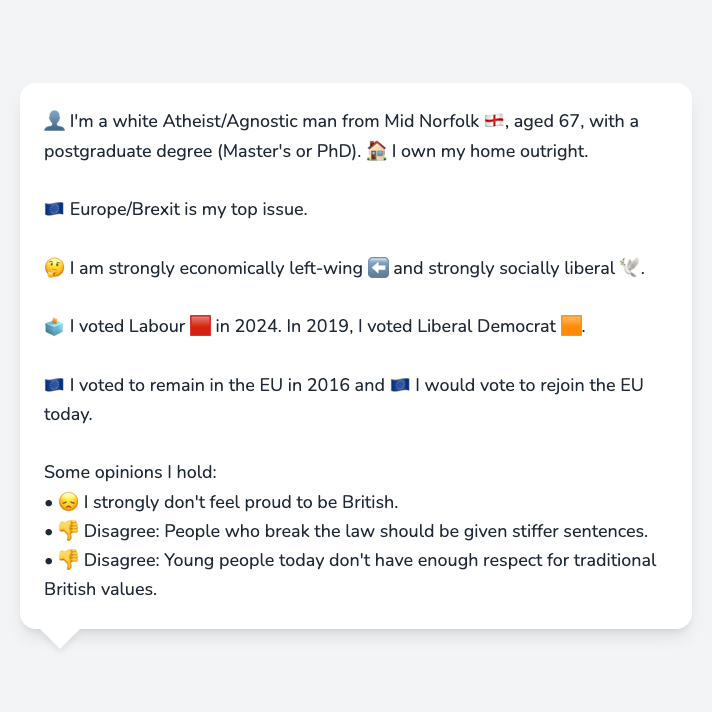 👤 I'm a white Atheist/Agnostic man from Mid Norfolk 🏴󠁧󠁢󠁥󠁮󠁧󠁿, aged 67, with a
postgraduate degree (Master's or PhD). 🏠 I own my home outright.
🇪🇺 Europe/Brexit is my top issue.
🤔 I am strongly economically left-wing ⬅️ and strongly socially liberal 🕊️.
🗳️ I voted Labour 🟥 in 2024. In 2019, I voted Liberal Democrat 🟧.
🇪🇺 I voted to remain in the EU in 2016 and 🇪🇺 I would vote to rejoin the EU
today.
Some opinions I hold:
• 😞 I strongly don't feel proud to be British.
• 👎 Disagree: People who break the law should be given stiffer sentences.
• 👎 Disagree: Young people today don't have enough respect for traditional
British values.